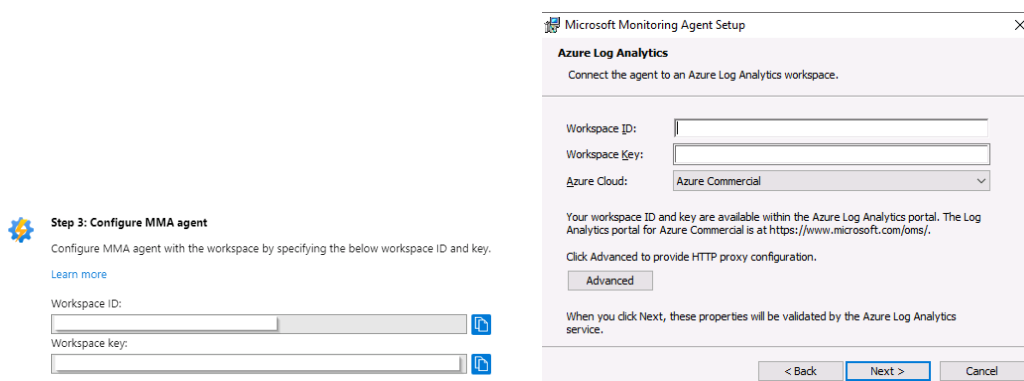 Step 3: Configure MMA agent
Configure MMA agent with the workspace by specifying the below workspace ID and key.
Learn more
Workspace ID:
Workspace key:
Microsoft Monitoring Agent Setup
Azure Log Analytics
Connect the agent to an Azure Log Analytics workspace.
Workspace ID:
Workspace Key:
Azure Cloud:
Azure Commercial
Your workspace ID and key are available within the Azure Log Analytics portal. The Log
Analytics portal for Azure Commercial is at https://www.microsoft.com/oms/.
Click Advanced to provide HTTP proxy configuration.
Advanced
When you click Next, these properties will be validated by the Azure Log Analytics
service.
< Back
Next >
Cancel